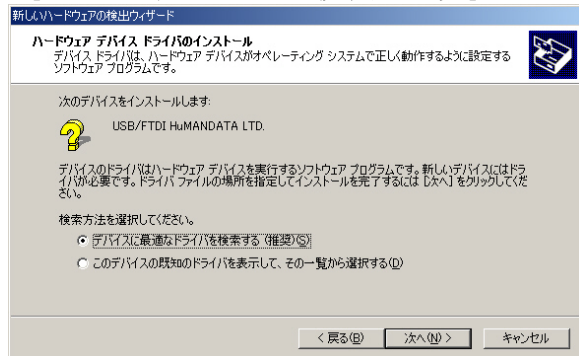 新しいハードウェアの検出ウィザード
ハードウェア デバイス ドライバのインストール
デバイス ドライバは、ハードウェア デバイスがオペレーティング システムで正しく動作するように設定する
ソフトウェア プログラムです。
次のデバイスをインストールします:
USB/FTDI HuMANDATA LTD.
デバイスのドライバはハードウェア デバイスを実行するソフトウェア プログラムです。新しいデバイスにはドラ
イバが必要です。ドライバ ファイルの場所を指定してインストールを完了するには [次へ] をクリックしてくだ
さい。
検索方法を選択してください。
デバイスに最適なドライバを検索する (推奨)(S)
このデバイスの既知のドライバを表示して、その一覧から選択する(D)
< 戻る(B) 次へ(N) > キャンセル